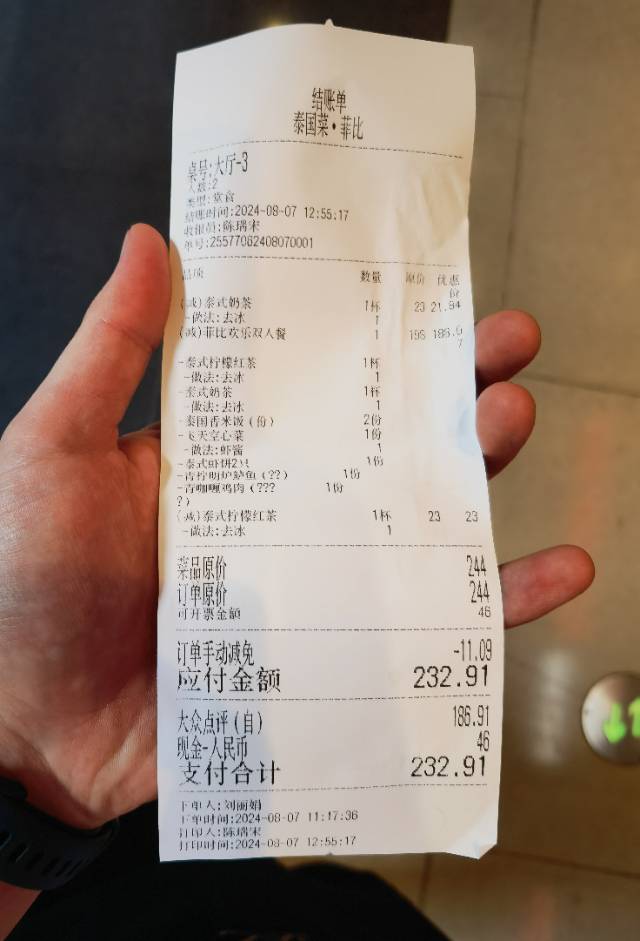 结账单
泰国菜·菲比
桌号:大厅-3
人数:2
类型:堂食
结账时间:2024-08-07 12:55:17
收银员:陈瑞宋
单号:25577062408070001
品项 数量 原价 优惠价
(减)泰式奶茶 1杯 23 21.84
-做法:去冰 1
(减)菲比欢乐双人餐 1 198 188.07
-泰式柠檬红茶 1杯
-做法:去冰 1
-泰式奶茶 1杯
-做法:去冰 1
-泰国香米饭(份) 2份
-飞天空心菜 1份
-做法:虾酱 1
-泰式虾饼2只 1份
-青柠明炉鲈鱼(??) 1份
-青咖喱鸡肉(??? 1份
?)
(减)泰式柠檬红茶 1杯 23 23
-做法:去冰 1
菜品原价 244
订单原价 244
可开票金额 46
订单手动减免 -11.09
应付金额 232.91
大众点评(自) 186.91
现金-人民币 46
支付合计 232.91
下单人:刘丽娟
下单时间:2024-08-07 11:17:36
打印人:陈瑞宋
打印时间:2024-08-07 12:55:17